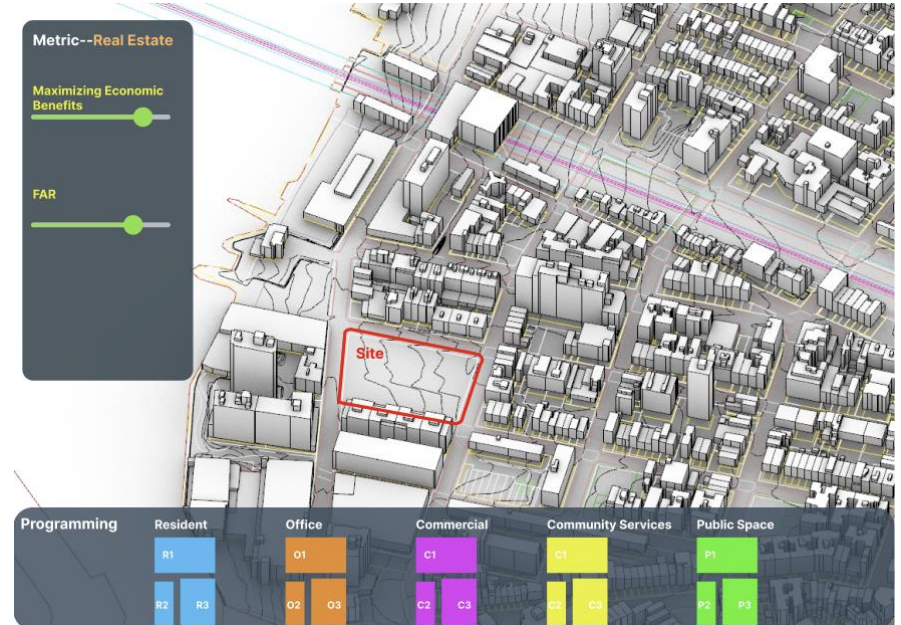 Metric--Real Estate
Maximizing Economic
Benefits
FAR
Site
Programming
Resident
Office
Commercial
Community Services
Public Space
R1
O1
C1
C1
P1
R2
R3
O2
O3
C2
C3
C2
C3
P2
P3